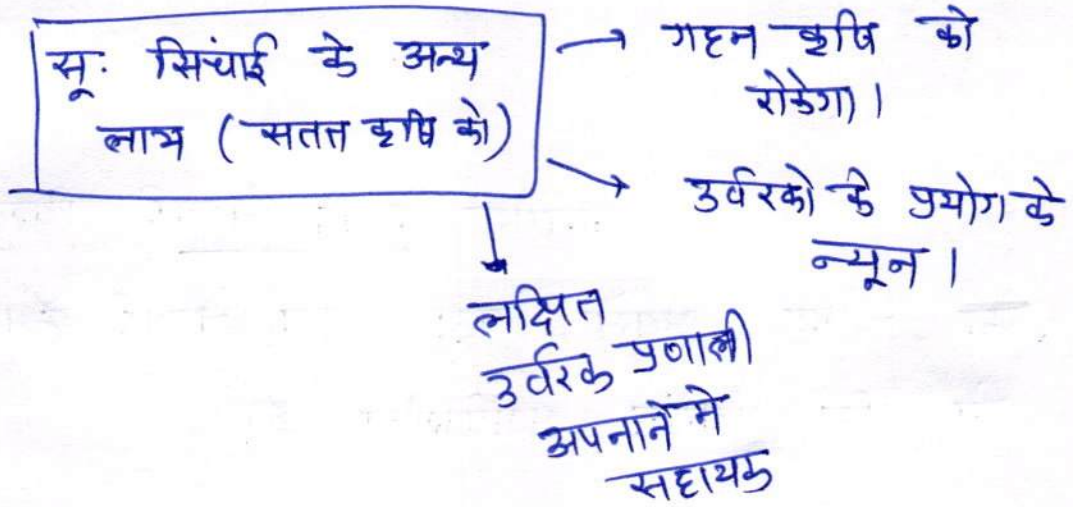 सू. सिंचाई के अन्य
लाभ (सतत कृषि को)
गहन कृषि को
रोकेगा।
उर्वरको के प्रयोग के
न्यून।
लक्षित
उर्वरक प्रणाली
अपनाने मे
सहायक